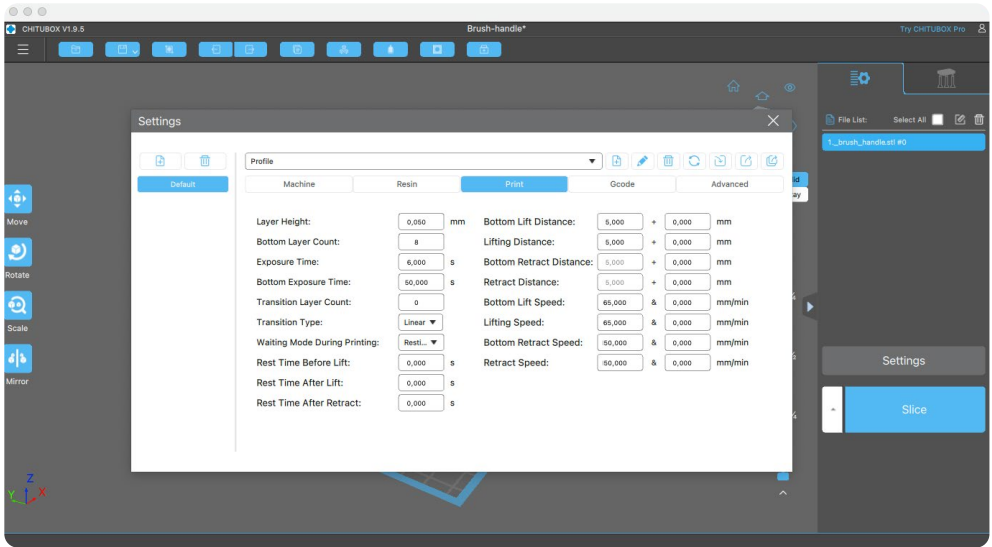 CHITUBOX V1.9.5
Brush-handle*
Try CHITUBOX Pro
File List:
Select All
1._brush_handle.stl #0
Settings
Default
Profile
Machine
Resin
Print
Gcode
Advanced
Layer Height: 0,050 mm
Bottom Lift Distance: 5,000 + 0,000 mm
Bottom Layer Count: 8
Lifting Distance: 5,000 + 0,000 mm
Exposure Time: 6,000 s
Bottom Retract Distance: 5,000 + 0,000 mm
Bottom Exposure Time: 50,000 s
Retract Distance: 5,000 + 0,000 mm
Transition Layer Count: 0
Bottom Lift Speed: 65,000 & 0,000 mm/min
Transition Type: Linear
Lifting Speed: 65,000 & 0,000 mm/min
Waiting Mode During Printing: Resti...
Bottom Retract Speed: 50,000 & 0,000 mm/min
Rest Time Before Lift: 0,000 s
Retract Speed: 50,000 & 0,000 mm/min
Rest Time After Lift: 0,000 s
Rest Time After Retract: 0,000 s
Move
Rotate
Scale
Mirror
Settings
Slice
Z
Y
X